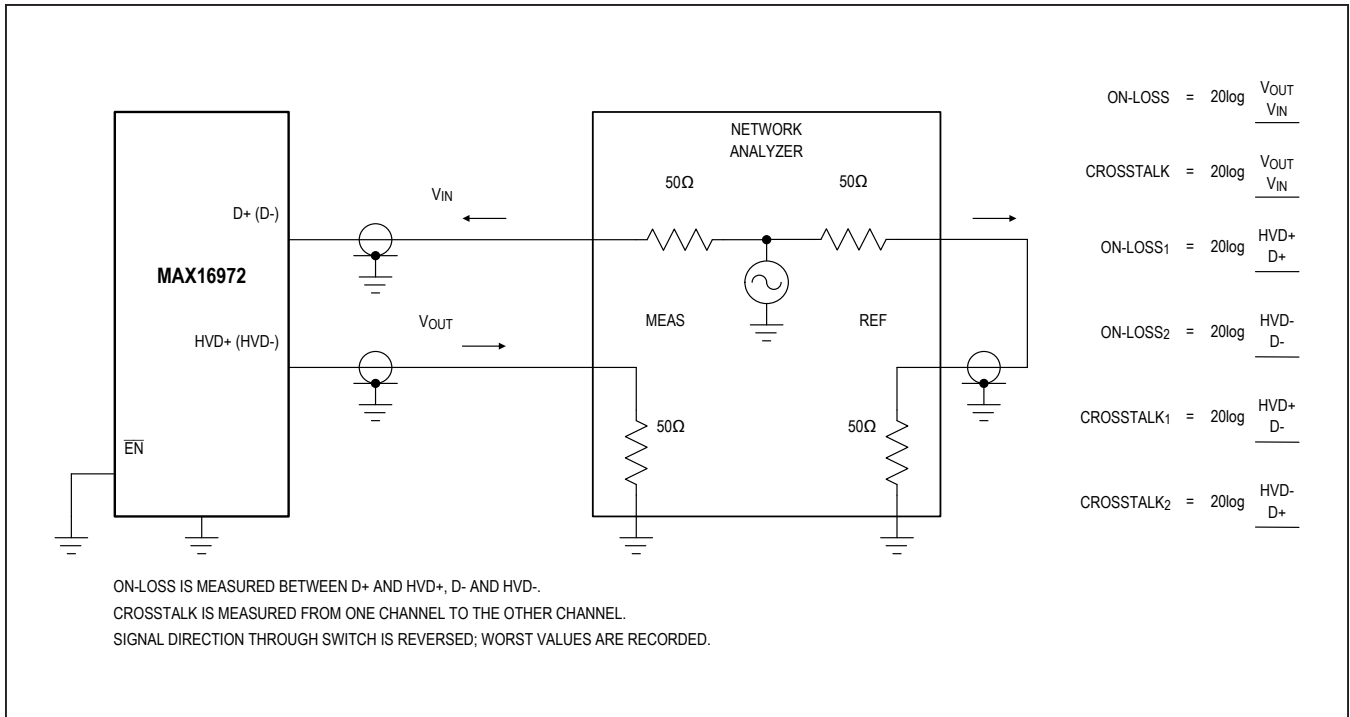 NETWORK
ANALYZER
50Ω
50Ω
VIN
D+ (D-)
MAX16972
VOUT
MEAS
REF
HVD+ (HVD-)
50Ω
50Ω
EN
ON-LOSS = 20log VOUT
VIN
CROSSTALK = 20log VOUT
VIN
ON-LOSS1 = 20log HVD+
D+
ON-LOSS2 = 20log HVD-
D-
CROSSTALK1 = 20log HVD+
D-
CROSSTALK2 = 20log HVD-
D+
ON-LOSS IS MEASURED BETWEEN D+ AND HVD+, D- AND HVD-.
CROSSTALK IS MEASURED FROM ONE CHANNEL TO THE OTHER CHANNEL.
SIGNAL DIRECTION THROUGH SWITCH IS REVERSED; WORST VALUES ARE RECORDED.